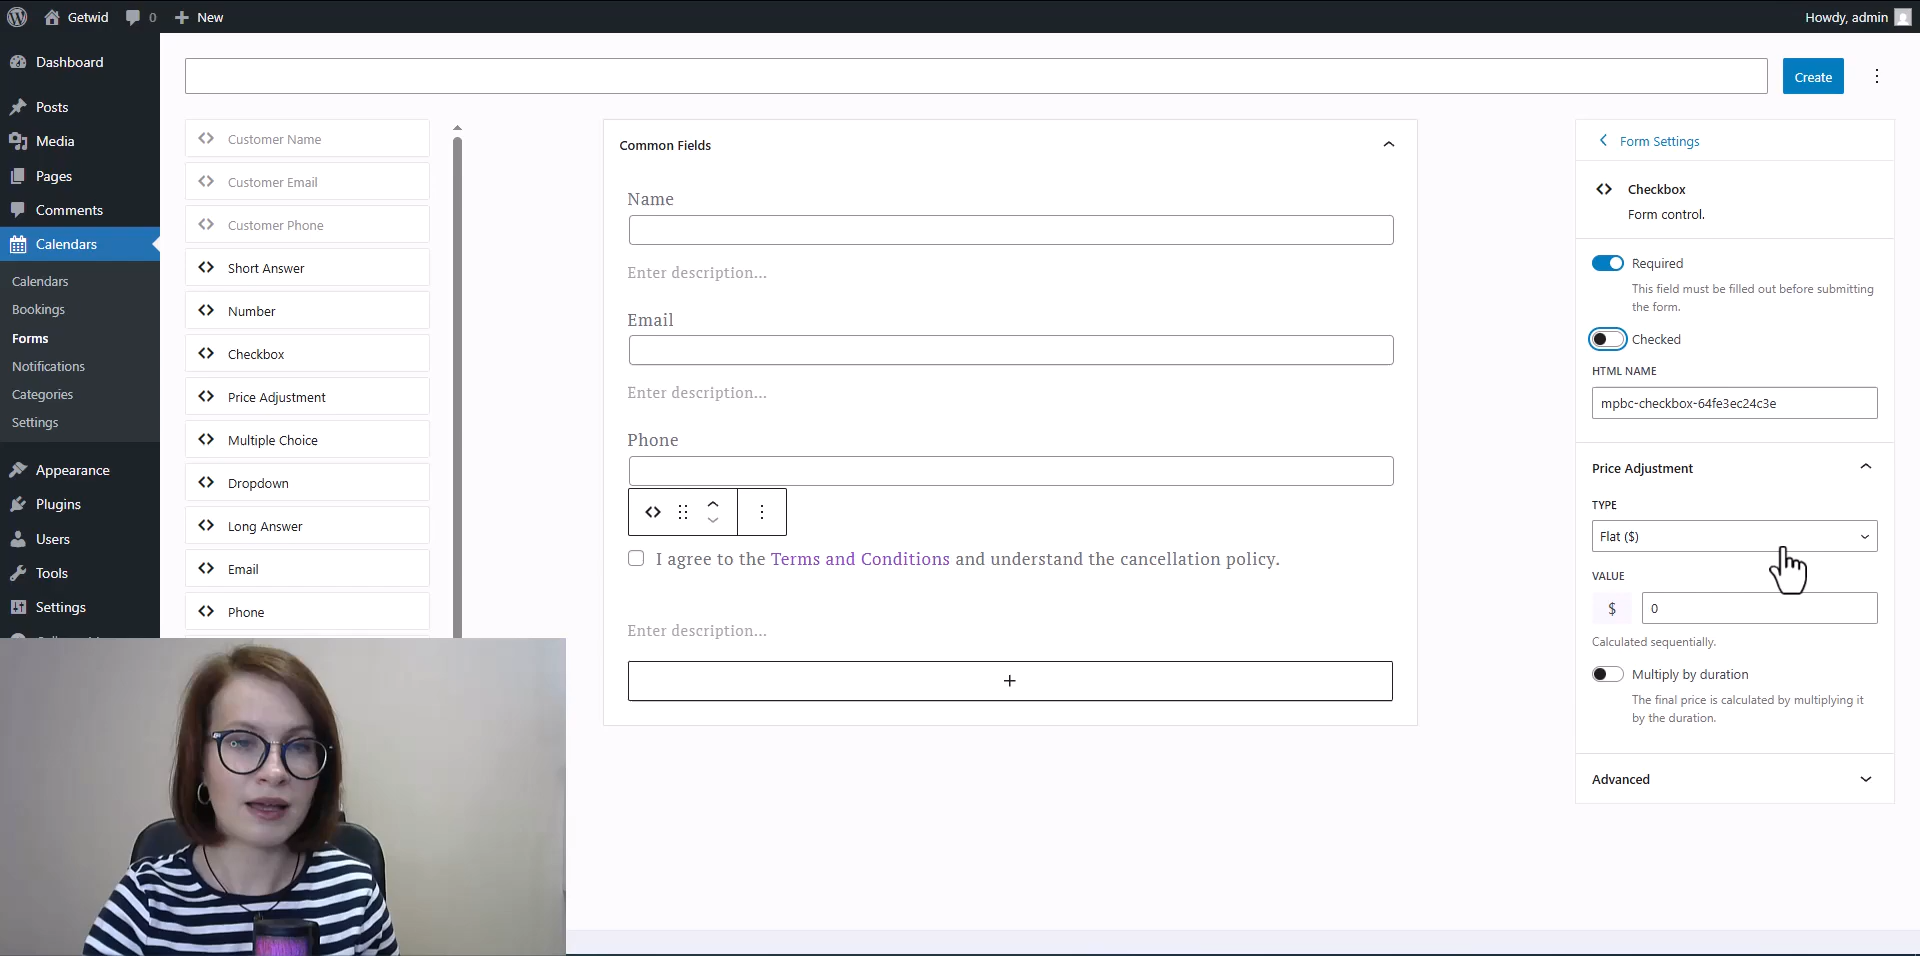 Getwid
0
New
Howdy, admin
Dashboard
Posts
Media
Pages
Comments
Calendars
Calendars
Bookings
Forms
Notifications
Categories
Settings
Appearance
Plugins
Users
Tools
Settings
Create
Customer Name
Customer Email
Customer Phone
Short Answer
Number
Checkbox
Price Adjustment
Multiple Choice
Dropdown
Long Answer
Email
Phone
Common Fields
Name
Enter description...
Email
Enter description...
Phone
I agree to the Terms and Conditions and understand the cancellation policy.
Enter description...
+
Form Settings
Checkbox
Form control.
Required
This field must be filled out before submitting
the form.
Checked
HTML NAME
mpbc-checkbox-64fe3ec24c3e
Price Adjustment
TYPE
Flat ($)
VALUE
$
0
Calculated sequentially.
Multiply by duration
The final price is calculated by multiplying it
by the duration.
Advanced